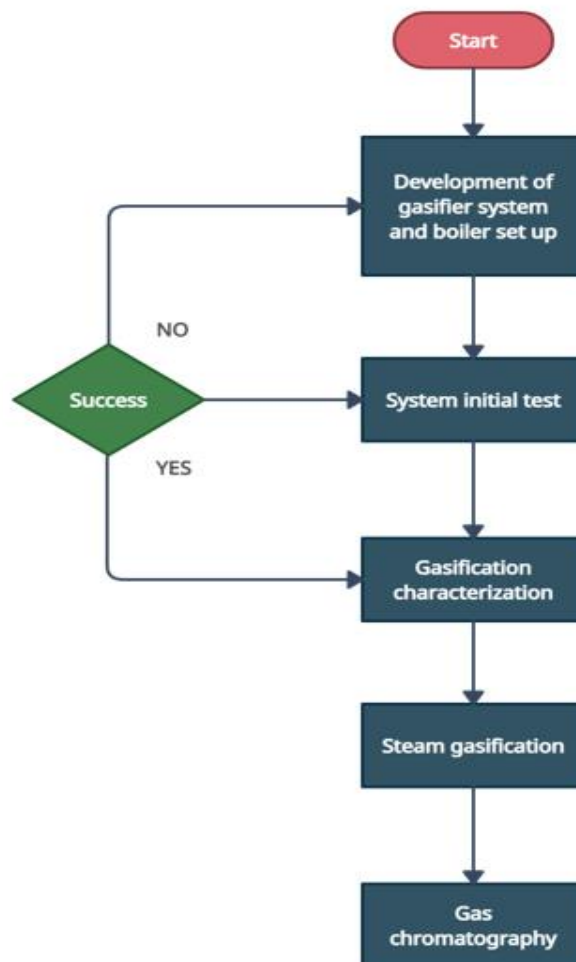 Start
Development of
gasifier system
and boiler set up
NO
Success
System initial test
YES
Gasification
characterization
Steam gasification
Gas
chromatography